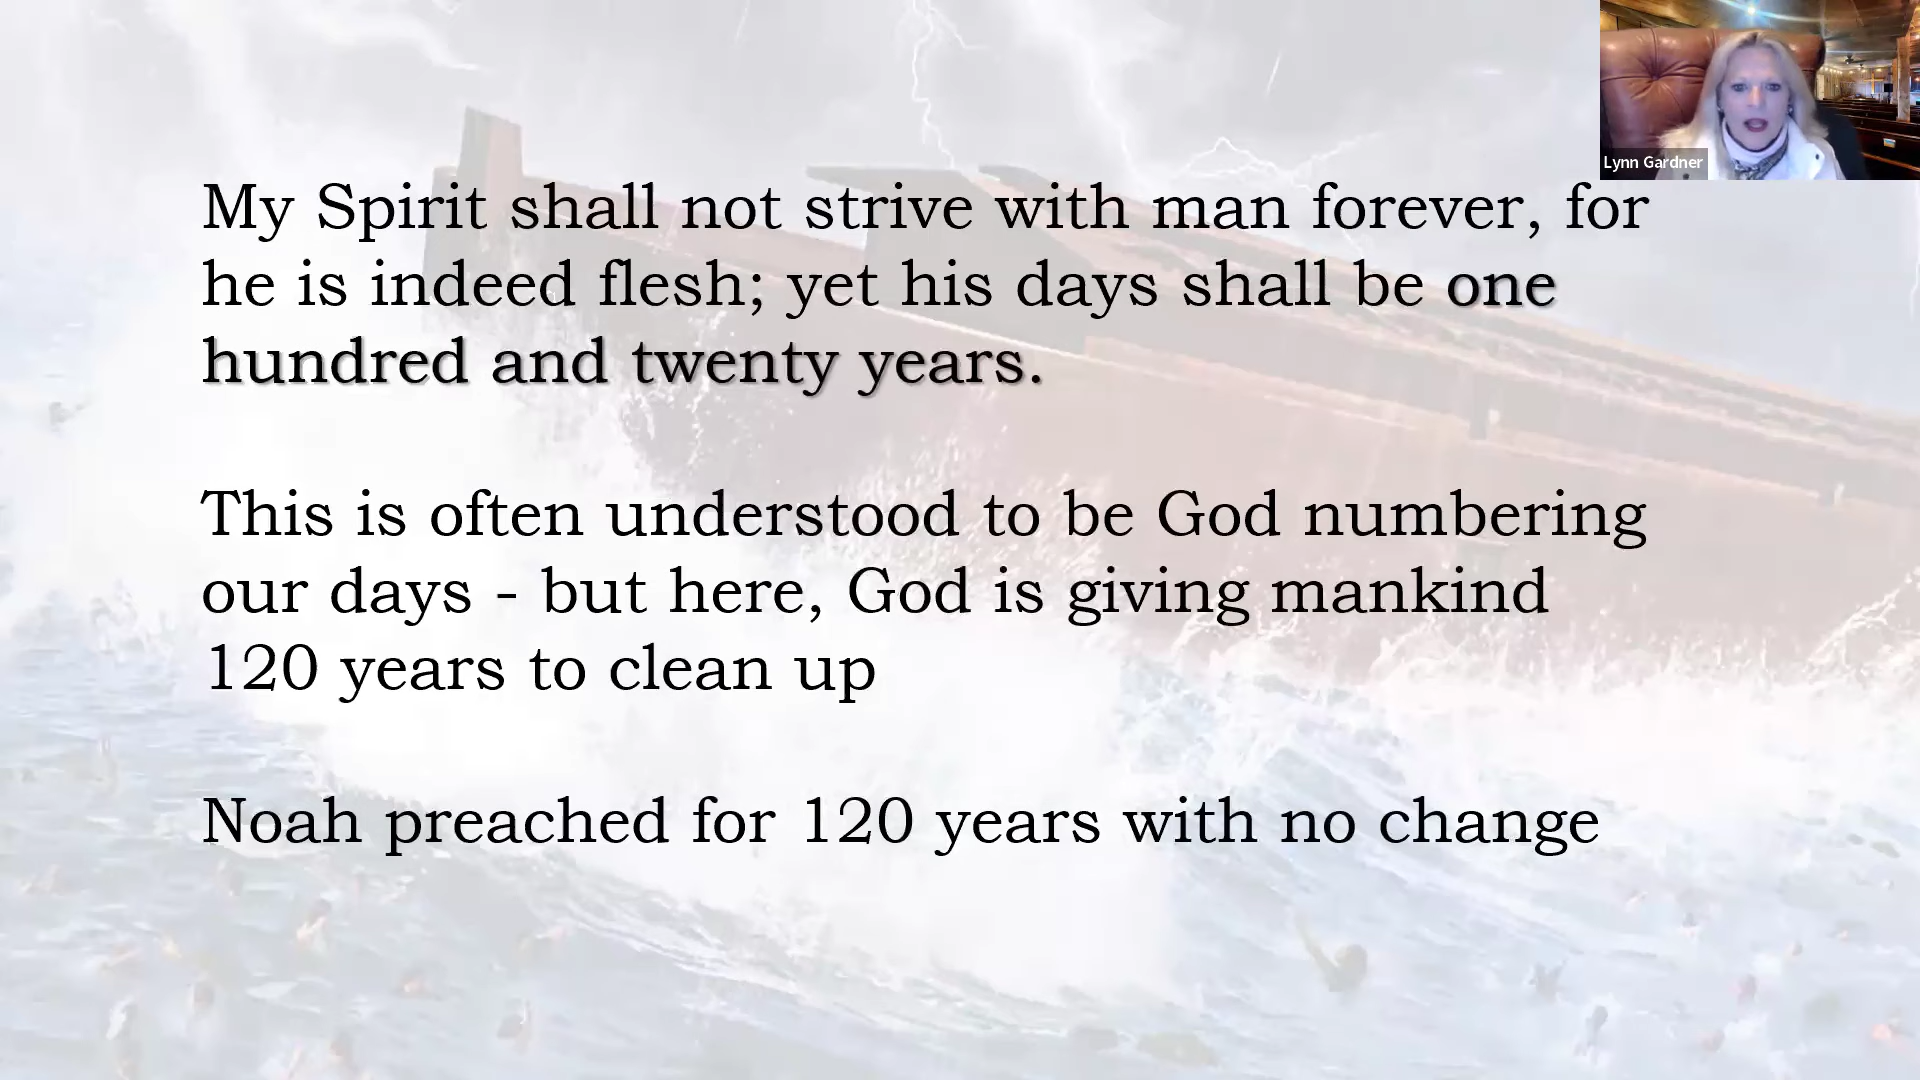 Lynn Gardner
My Spirit shall not strive with man forever, for
he is indeed flesh; yet his days shall be one
hundred and twenty years.
This is often understood to be God numbering
our days - but here, God is giving mankind
120 years to clean up
Noah preached for 120 years with no change